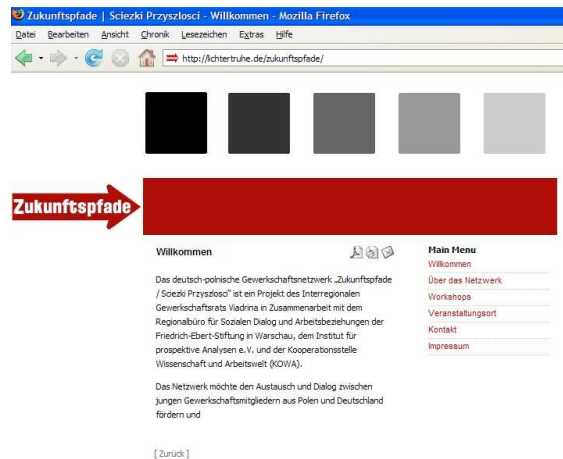 Zukunftspfade | Sciezki Przyszlosci - Willkommen - Mozilla Firefox
Datei Bearbeiten Ansicht Chronik Lesezeichen Extras Hilfe
http://lichtertruhe.de/zukunftspfade/
Zukunftspfade
Willkommen
Das deutsch-polnische Gewerkschaftsnetzwerk „Zukunftspfade
/ Sciezki Przyszlosci" ist ein Projekt des Interregionalen
Gewerkschaftsrats Viadrina in Zusammenarbeit mit dem
Regionalbüro für Sozialen Dialog und Arbeitsbeziehungen der
Friedrich-Ebert-Stiftung in Warschau, dem Institut für
prospektive Analysen e.V. und der Kooperationsstelle
Wissenschaft und Arbeitswelt (KOWA).
Das Netzwerk möchte den Austausch und Dialog zwischen
jungen Gewerkschaftsmitgliedern aus Polen und Deutschland
fördern und
[ Zurück ]
Main Menu
Willkommen
Über das Netzwerk
Workshops
Veranstaltungsort
Kontakt
Impressum